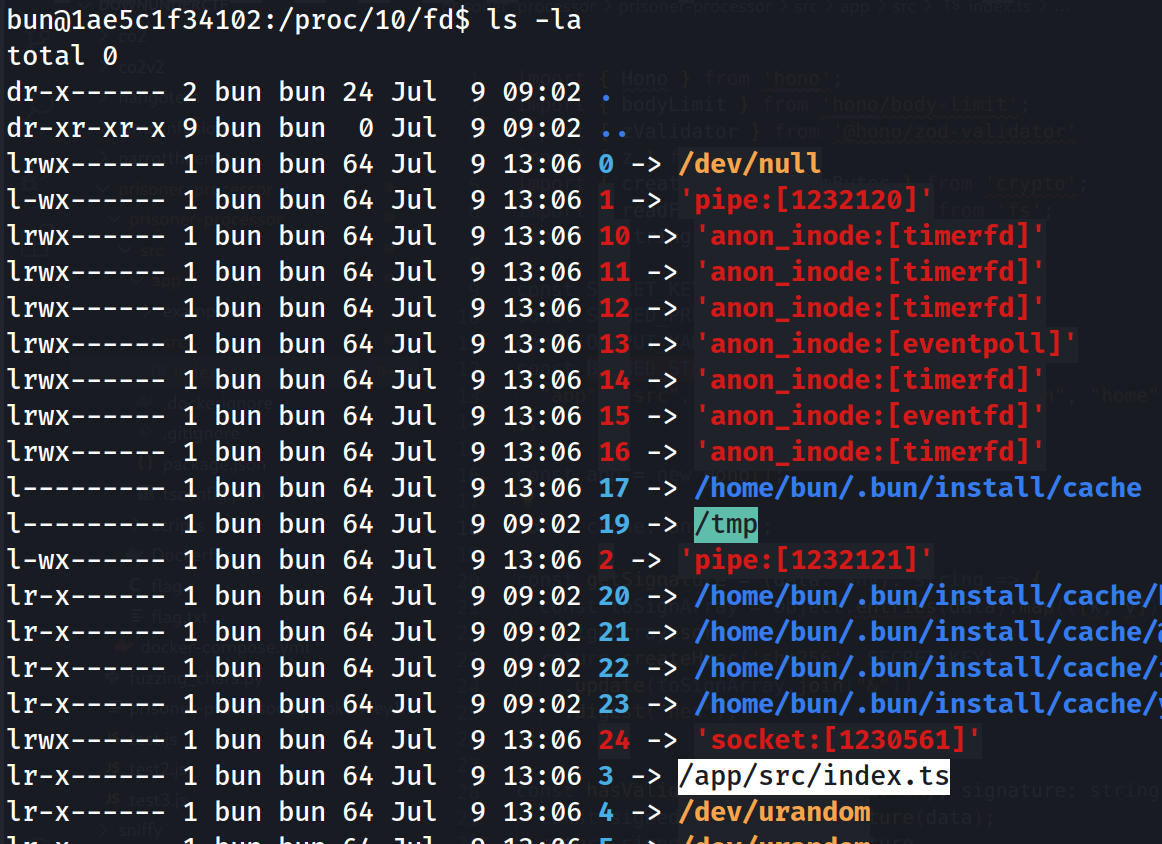 bun@1ae5c1f34102:/proc/10/fd$ ls -la
total 0
dr-x------ 2 bun bun 24 Jul  9 09:02 .
dr-xr-xr-x 9 bun bun  0 Jul  9 09:02 ..
lrwx------ 1 bun bun 64 Jul  9 13:06 0 -> /dev/null
l-wx------ 1 bun bun 64 Jul  9 13:06 1 -> 'pipe:[1232120]'
lrwx------ 1 bun bun 64 Jul  9 13:06 10 -> 'anon_inode:[timerfd]'
lrwx------ 1 bun bun 64 Jul  9 13:06 11 -> 'anon_inode:[timerfd]'
lrwx------ 1 bun bun 64 Jul  9 13:06 12 -> 'anon_inode:[timerfd]'
lrwx------ 1 bun bun 64 Jul  9 13:06 13 -> 'anon_inode:[eventpoll]'
lrwx------ 1 bun bun 64 Jul  9 13:06 14 -> 'anon_inode:[timerfd]'
lrwx------ 1 bun bun 64 Jul  9 13:06 15 -> 'anon_inode:[eventfd]'
lrwx------ 1 bun bun 64 Jul  9 13:06 16 -> 'anon_inode:[timerfd]'
l--------- 1 bun bun 64 Jul  9 13:06 17 -> /home/bun/.bun/install/cache
l--------- 1 bun bun 64 Jul  9 09:02 19 -> /tmp
l-wx------ 1 bun bun 64 Jul  9 13:06 2 -> 'pipe:[1232121]'
lr-x------ 1 bun bun 64 Jul  9 09:02 20 -> /home/bun/.bun/install/cache/
lr-x------ 1 bun bun 64 Jul  9 09:02 21 -> /home/bun/.bun/install/cache/
lr-x------ 1 bun bun 64 Jul  9 09:02 22 -> /home/bun/.bun/install/cache/
lr-x------ 1 bun bun 64 Jul  9 09:02 23 -> /home/bun/.bun/install/cache/
lrwx------ 1 bun bun 64 Jul  9 13:06 24 -> 'socket:[1230561]'
lr-x------ 1 bun bun 64 Jul  9 13:06 3 -> /app/src/index.ts
lr-x------ 1 bun bun 64 Jul  9 13:06 4 -> /dev/urandom